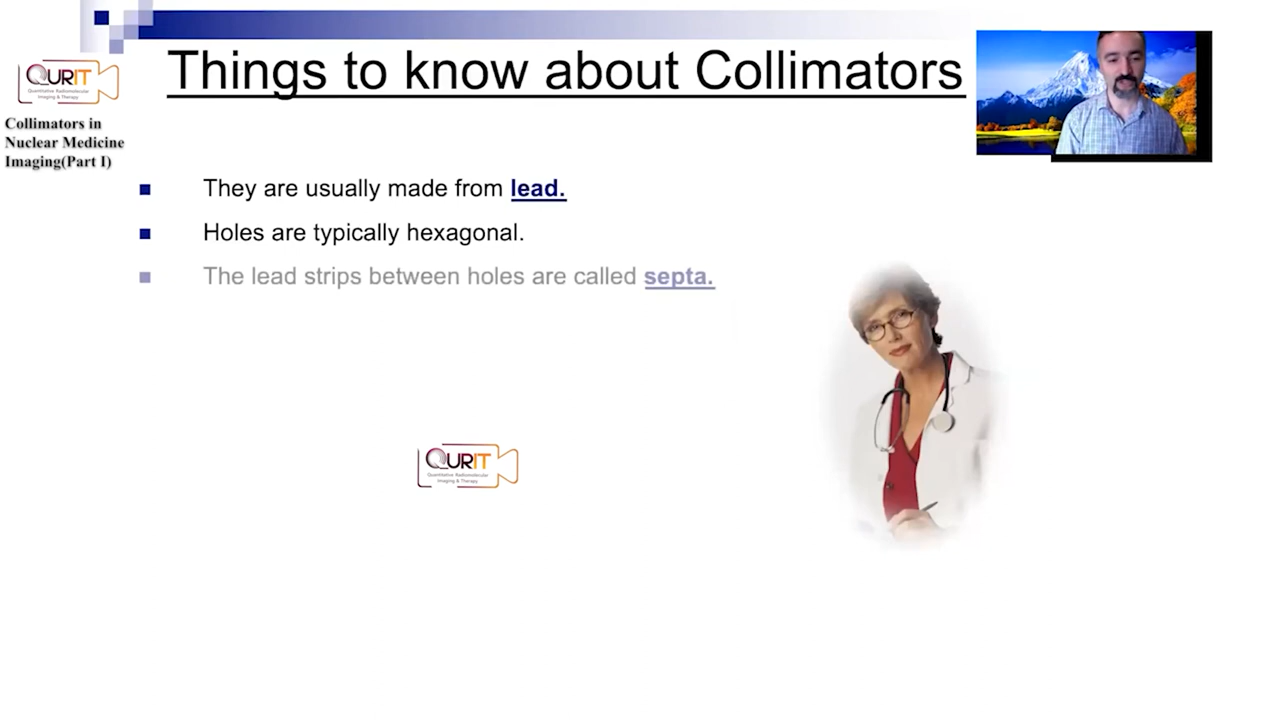 Things to know about Collimators
QURIT
Quantitative Radiomolecular
Imaging & Therapy
Collimators in
Nuclear Medicine
Imaging(Part I)
They are usually made from lead.
Holes are typically hexagonal.
The lead strips between holes are called septa.
QURIT
Quantitative Radiomolecular
Imaging & Therapy